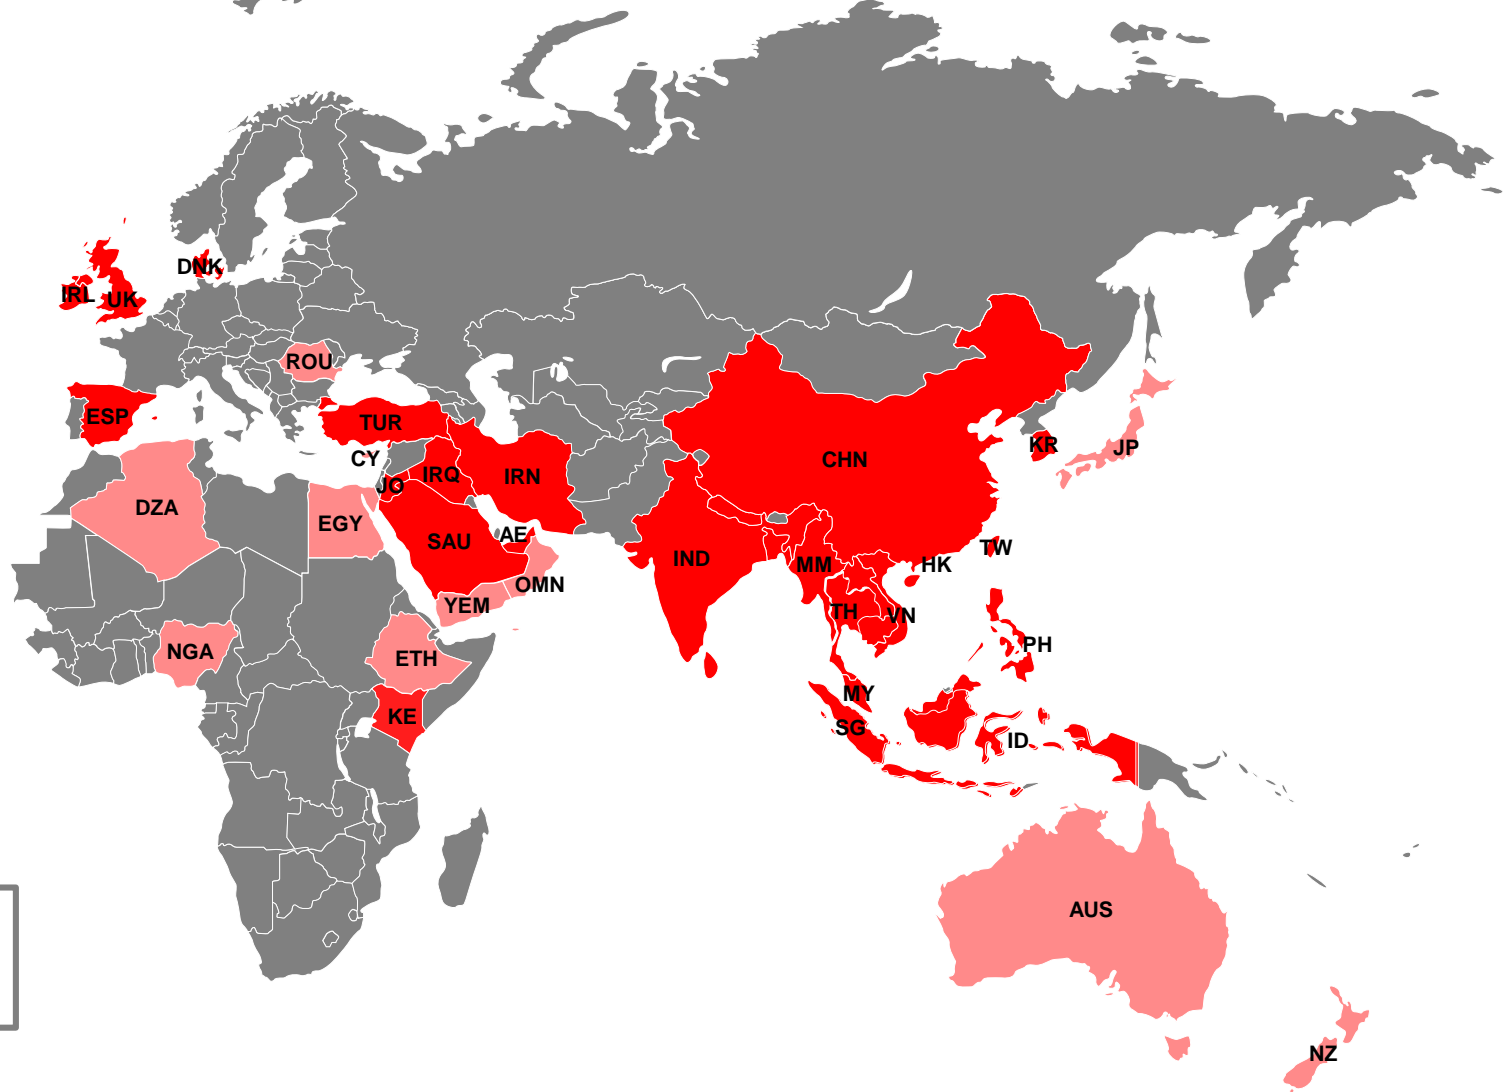 DNK
IRL
UK
ROU
ESP
TUR
CY
IRQ
IRN
JO
CHN
KR
JP
DZA
EGY
SAU
AE
IND
MM
HK
TW
OMN
YEM
TH
VN
NGA
ETH
PH
KE
MY
SG
ID
AUS
NZ